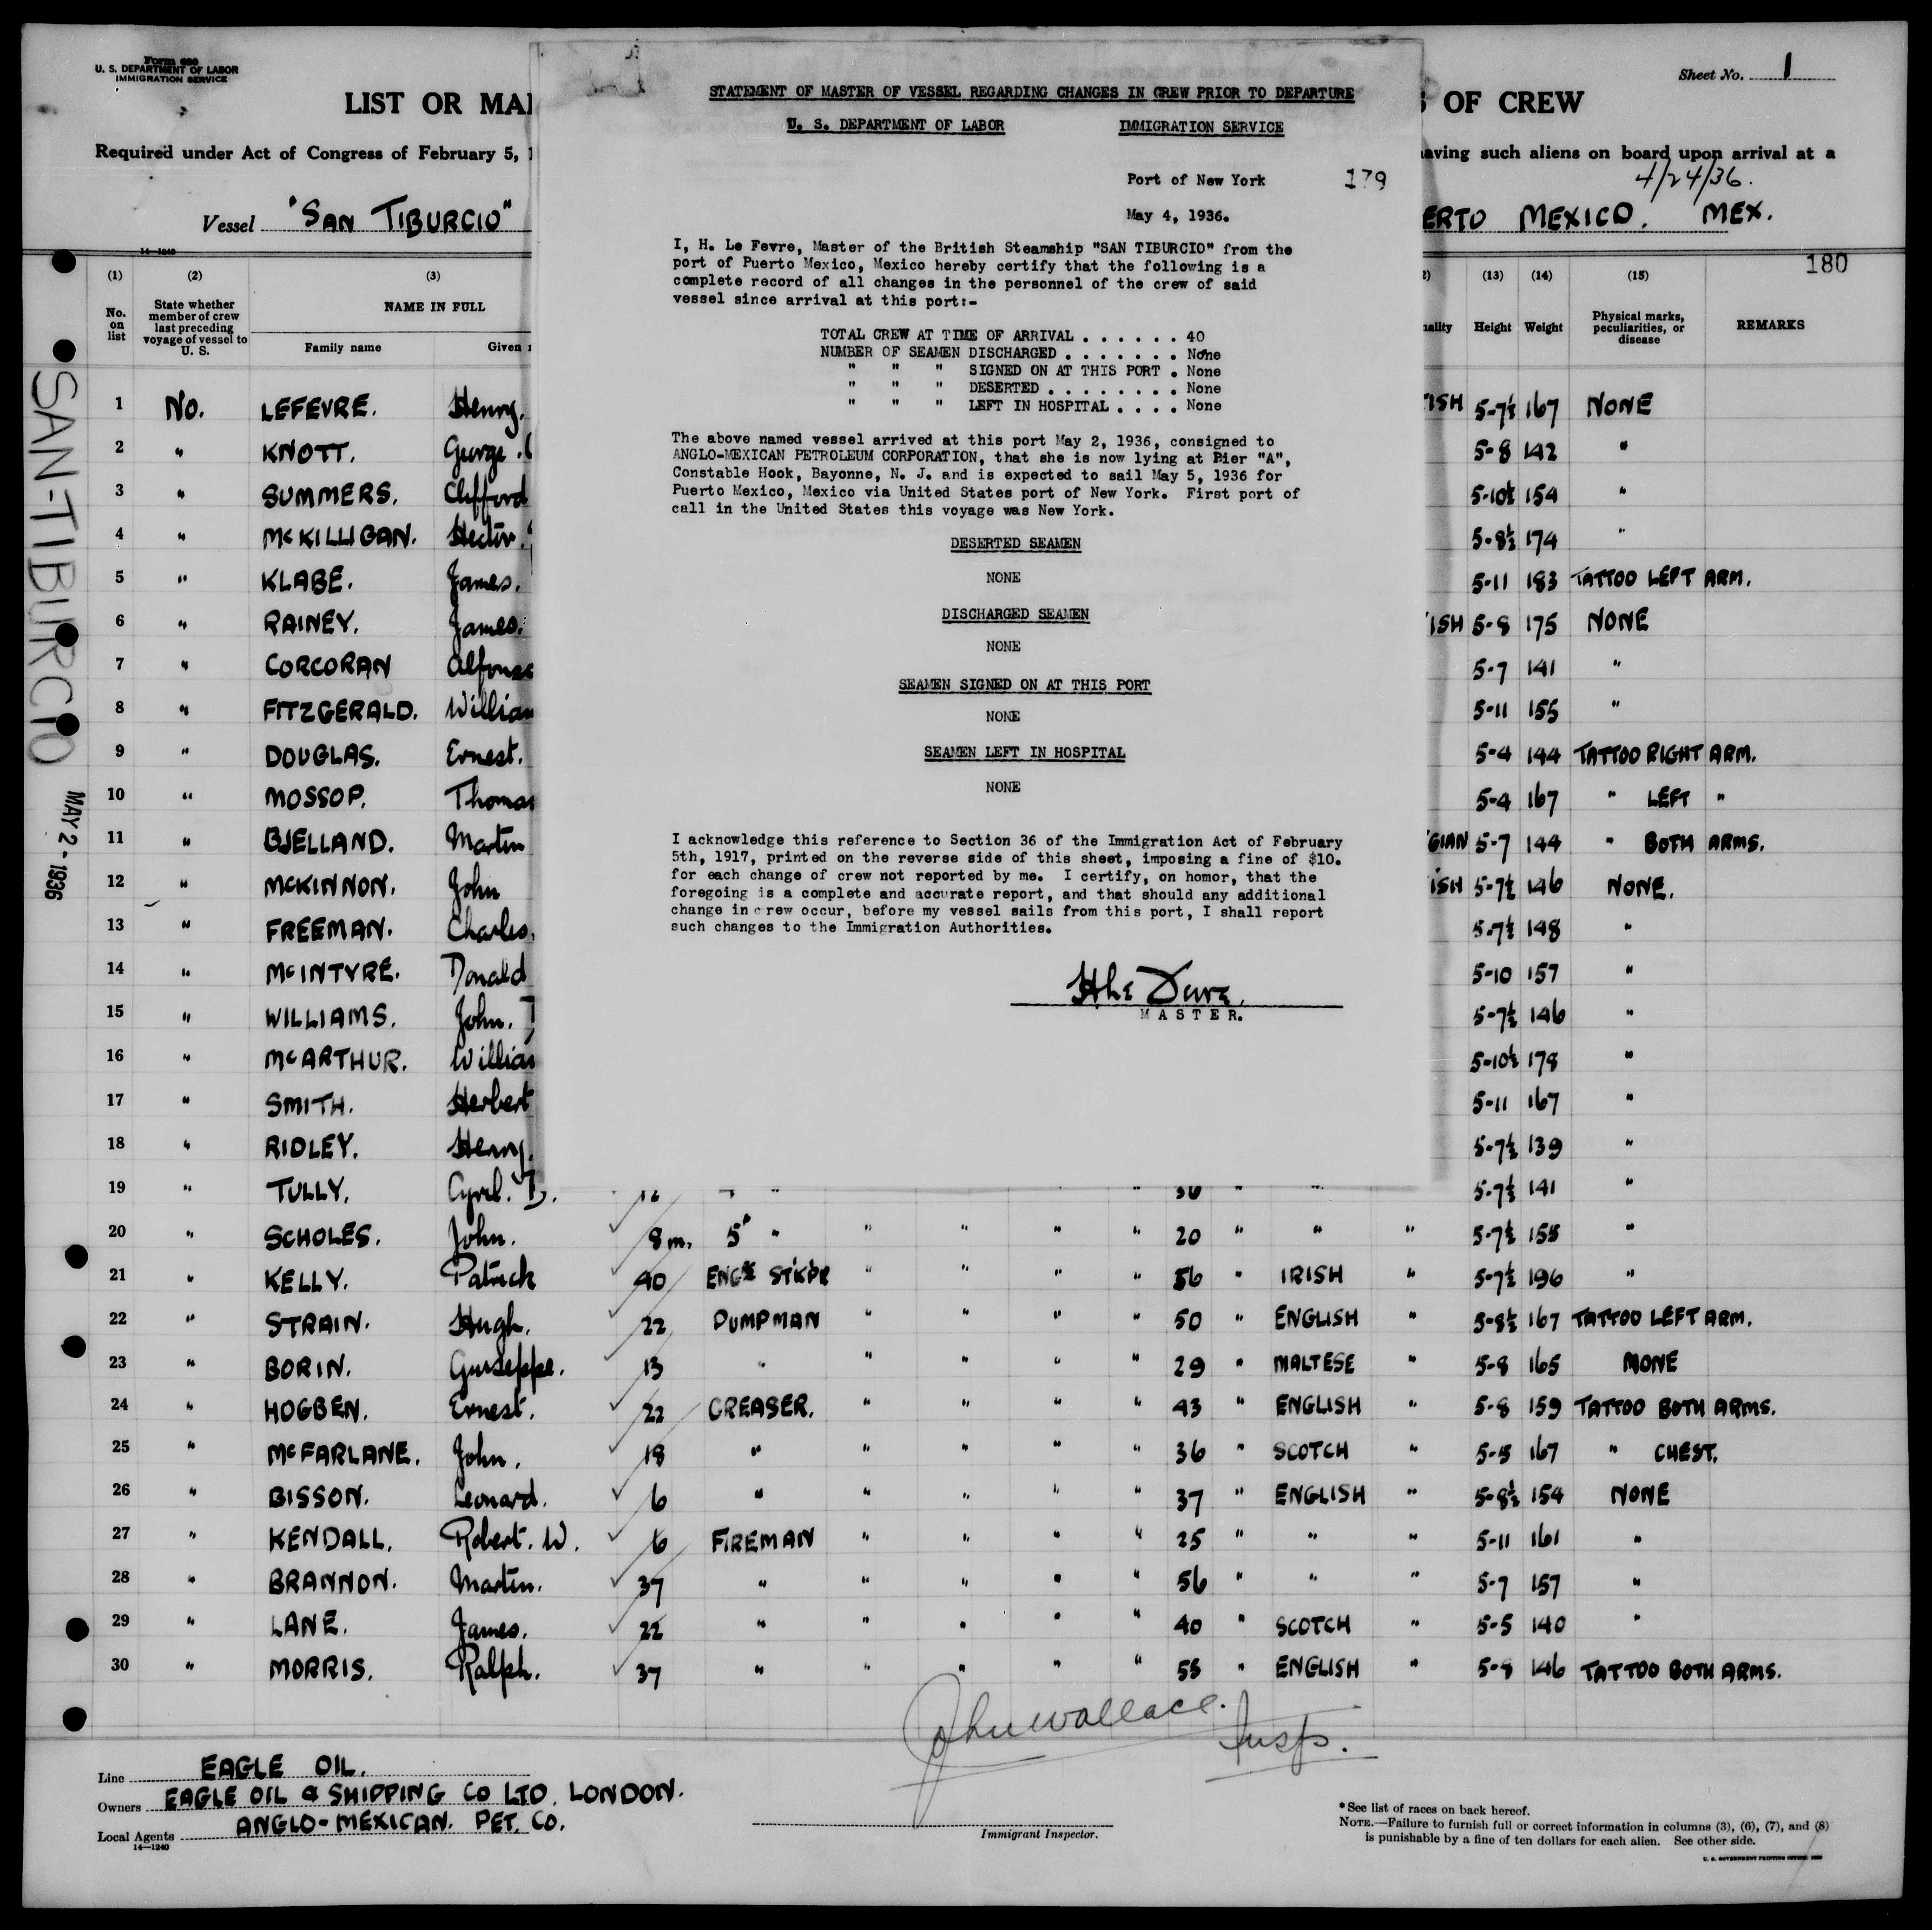 Form 680
U. S. DEPARTMENT OF LABOR
IMMIGRATION SERVICE
Sheet No. 1
LIST OR MA
S OF CREW
Required under Act of Congress of February 5, 1
aving such aliens on board upon arrival at a
4/24/36.
Vessel "SAN TIBURCIO"
ERTO MEXICO. MEX.
180
STATEMENT OF MASTER OF VESSEL REGARDING CHANGES IN CREW PRIOR TO DEPARTURE
U. S. DEPARTMENT OF LABOR IMMIGRATION SERVICE
Port of New York 179
May 4, 1936.
I, H. Le Fevre, Master of the British Steamship "SAN TIBURCIO" from the
port of Puerto Mexico, Mexico hereby certify that the following is a
complete record of all changes in the personnel of the crew of said
vessel since arrival at this port:-
TOTAL CREW AT TIME OF ARRIVAL . . . . . . 40
NUMBER OF SEAMEN DISCHARGED . . . . . . . None
" " " SIGNED ON AT THIS PORT . None
" " " DESERTED . . . . . . . . None
" " " LEFT IN HOSPITAL . . . . None
The above named vessel arrived at this port May 2, 1936, consigned to
ANGLO-MEXICAN PETROLEUM CORPORATION, that she is now lying at Pier "A",
Constable Hook, Bayonne, N. J. and is expected to sail May 5, 1936 for
Puerto Mexico, Mexico via United States port of New York. First port of
call in the United States this voyage was New York.
DESERTED SEAMEN
NONE
DISCHARGED SEAMEN
NONE
SEAMEN SIGNED ON AT THIS PORT
NONE
SEAMEN LEFT IN HOSPITAL
NONE
I acknowledge this reference to Section 36 of the Immigration Act of February
5th, 1917, printed on the reverse side of this sheet, imposing a fine of $10.
for each change of crew not reported by me. I certify, on honor, that the
foregoing is a complete and accurate report, and that should any additional
change in crew occur, before my vessel sails from this port, I shall report
such changes to the Immigration Authorities.
H Le Fevre.
MASTER.
SAN-TIBURCIO
MAY 2 - 1936
(1) (2) (3) (13) (14) (15)
No. on list State whether member of crew last preceding voyage of vessel to U. S. NAME IN FULL Family name Given ality Height Weight Physical marks, peculiarities, or disease REMARKS
1 No. LEFEVRE. Henry. ISH 5-7½ 167 NONE
2 " KNOTT. George. 5-8 142 "
3 " SUMMERS. Clifford 5-10½ 154 "
4 " McKILLIGAN. Hector. 5-8½ 174 "
5 " KLABE. James. 5-11 183 TATTOO LEFT ARM.
6 " RAINEY. James. ISH 5-8 175 NONE
7 " CORCORAN Alfonso 5-7 141 "
8 " FITZGERALD. William 5-11 155 "
9 " DOUGLAS. Ernest. 5-4 144 TATTOO RIGHT ARM.
10 " MOSSOP. Thomas 5-4 167 " LEFT "
11 " BJELLAND. Martin GIAN 5-7 144 " BOTH ARMS.
12 " McKINNON. John ISH 5-7½ 146 NONE.
13 " FREEMAN. Charles. 5-7½ 148 "
14 " McINTYRE. Donald 5-10 157 "
15 " WILLIAMS. John. 5-7½ 146 "
16 " McARTHUR. William 5-10½ 178 "
17 " SMITH. Herbert 5-11 167 "
18 " RIDLEY. Henry. 5-7½ 139 "
19 " TULLY. Cyril. D. 5-7½ 141 "
20 " SCHOLES. John. 8 m. 5" " " " " " 20 " " " 5-7½ 155 "
21 " KELLY. Patrick 40 ENGR STKPR " " " " 56 " IRISH " 5-7½ 196 "
22 " STRAIN. Hugh. 22 PUMPMAN " " " " 50 " ENGLISH " 5-8½ 167 TATTOO LEFT ARM.
23 " BORIN. Guiseppe. 13 " " " " " 29 " MALTESE " 5-8 165 NONE
24 " HOGBEN. Ernest. 22 GREASER. " " " " 43 " ENGLISH " 5-8 159 TATTOO BOTH ARMS.
25 " McFARLANE. John. 18 " " " " " 36 " SCOTCH " 5-5 167 " CHEST.
26 " BISSON. Leonard. 6 " " " " " 37 " ENGLISH " 5-8½ 154 NONE
27 " KENDALL. Robert. W. 6 FIREMAN " " " " 25 " " " 5-11 161 "
28 " BRANNON. Martin. 37 " " " " " 56 " " " 5-7 157 "
29 " LANE. James. 22 " " " " " 40 " SCOTCH " 5-5 140 "
30 " MORRIS. Ralph. 37 " " " " " 55 " ENGLISH " 5-8 146 TATTOO BOTH ARMS.
John Wallace. Insp.
Line EAGLE OIL.
Owners EAGLE OIL & SHIPPING CO LTD. LONDON.
Local Agents ANGLO-MEXICAN. PET. CO.
14—1240
Immigrant Inspector.
* See list of races on back hereof.
NOTE.—Failure to furnish full or correct information in columns (3), (6), (7), and (8)
is punishable by a fine of ten dollars for each alien. See other side.